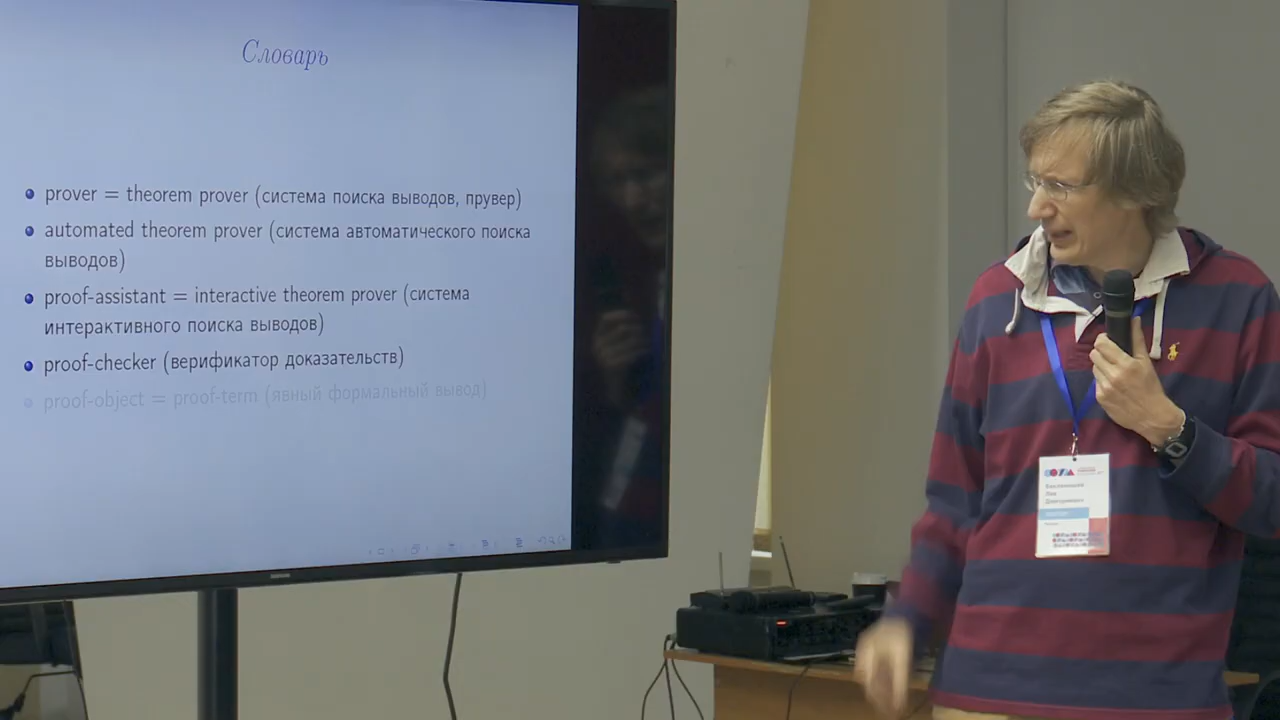 Словарь
prover = theorem prover (система поиска выводов, прувер)
automated theorem prover (система автоматического поиска
выводов)
proof-assistant = interactive theorem prover (система
интерактивного поиска выводов)
proof-checker (верификатор доказательств)
proof-object = proof-term (явный формальный вывод)